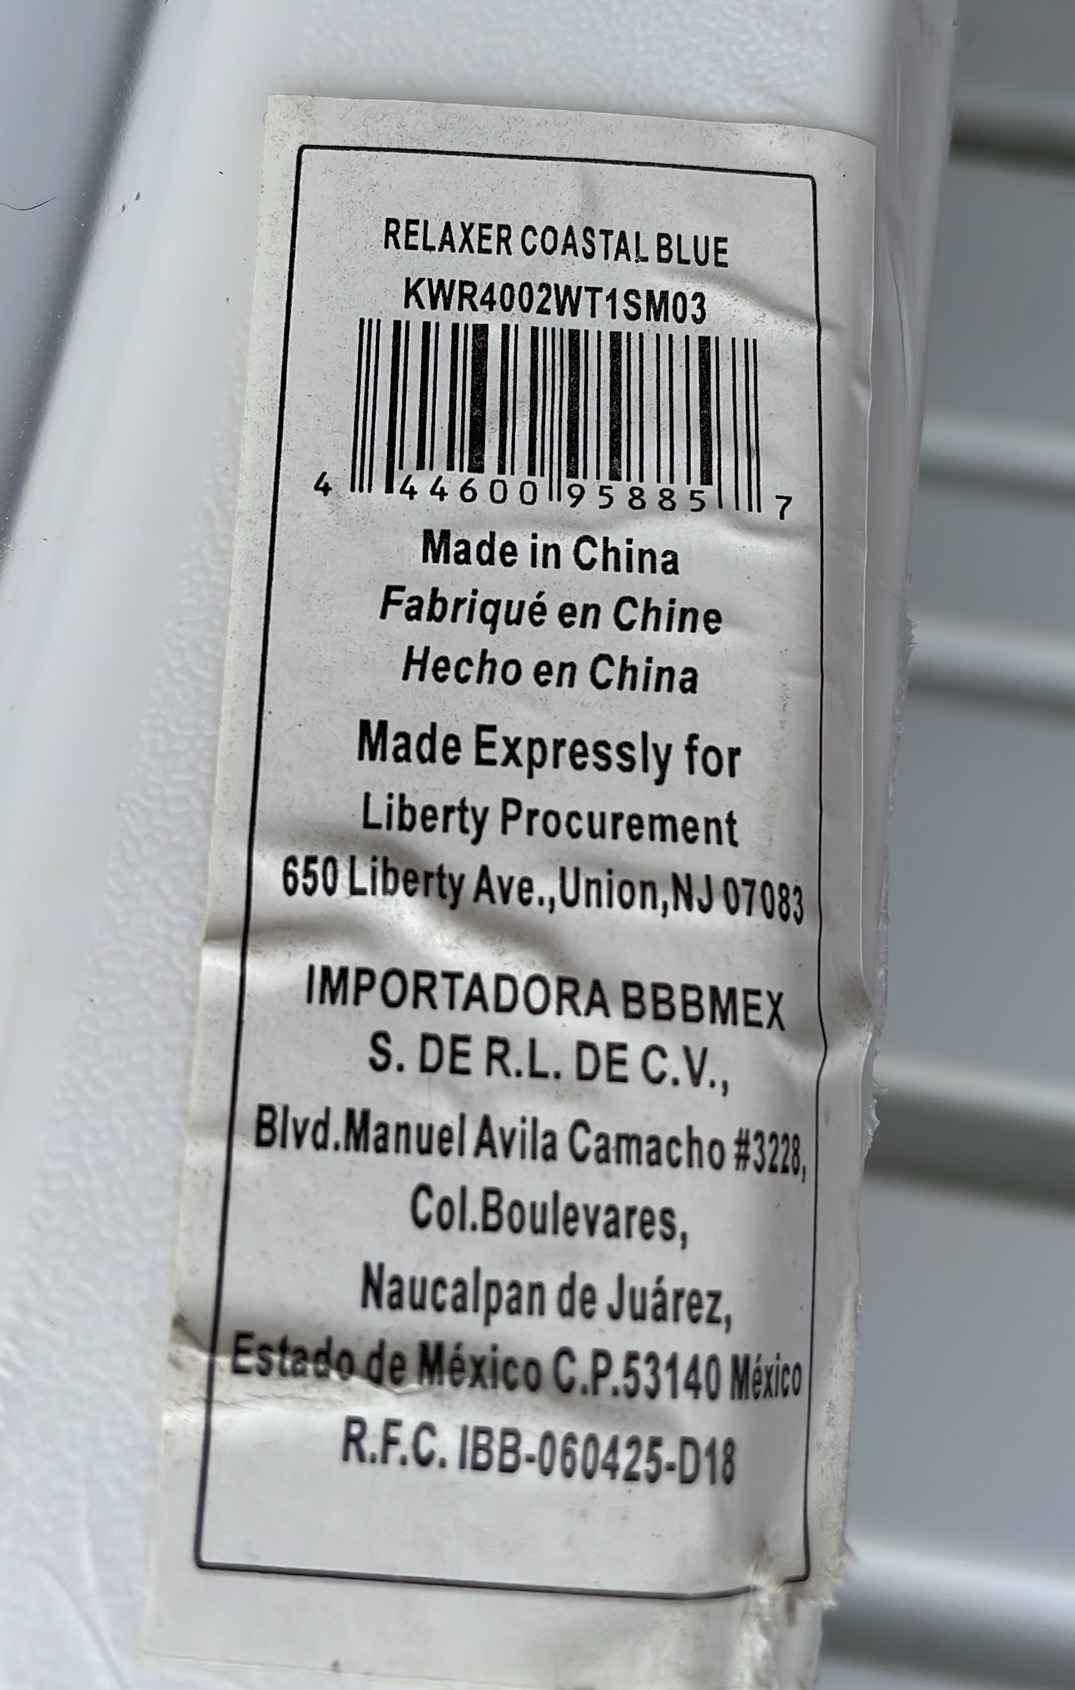 RELAXER COASTAL BLUE
KWR4002WT1SM03
4 44600 95885 7
Made in China
Fabriqué en Chine
Hecho en China
Made Expressly for
Liberty Procurement
650 Liberty Ave.,Union,NJ 07083
IMPORTADORA BBBMEX
S. DE R.L. DE C.V.,
Blvd.Manuel Avila Camacho #3228,
Col.Boulevares,
Naucalpan de Juárez,
Estado de México C.P.53140 México
R.F.C. IBB-060425-D18